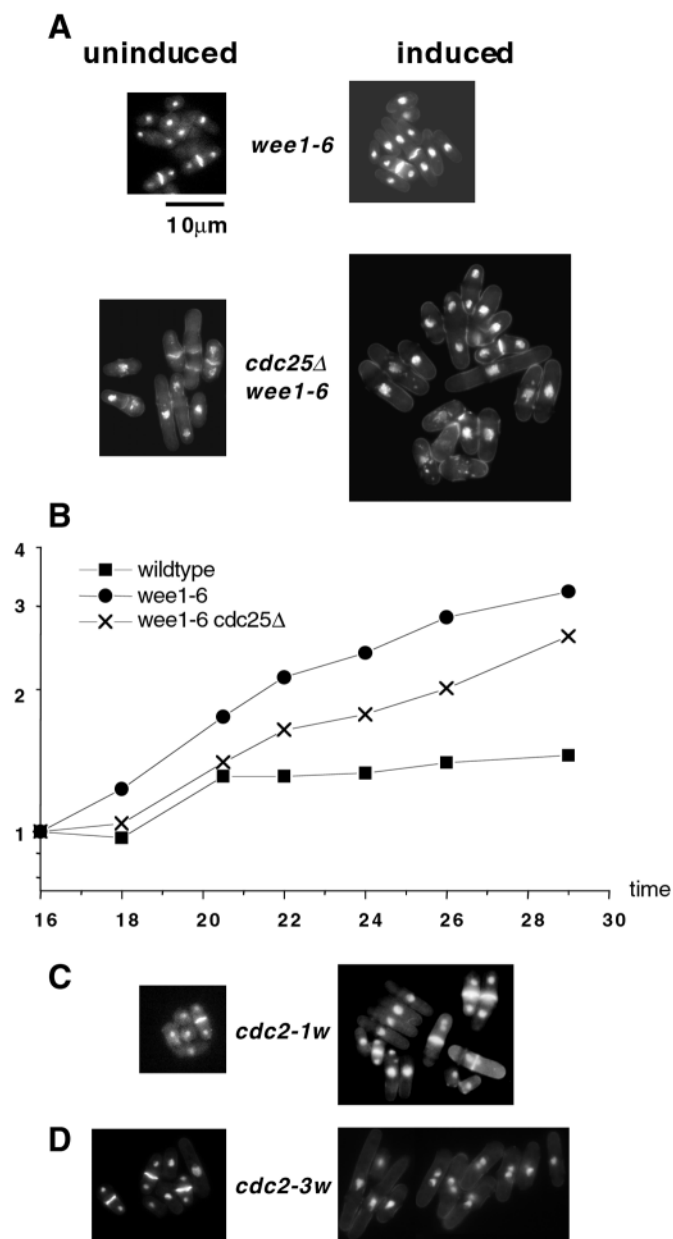 A
uninduced induced
wee1-6
10μm
cdc25Δ
wee1-6
B
4
wildtype
3
wee1-6
wee1-6 cdc25Δ
2
1
time
16 18 20 22 24 26 28 30
C
cdc2-1w
D
cdc2-3w